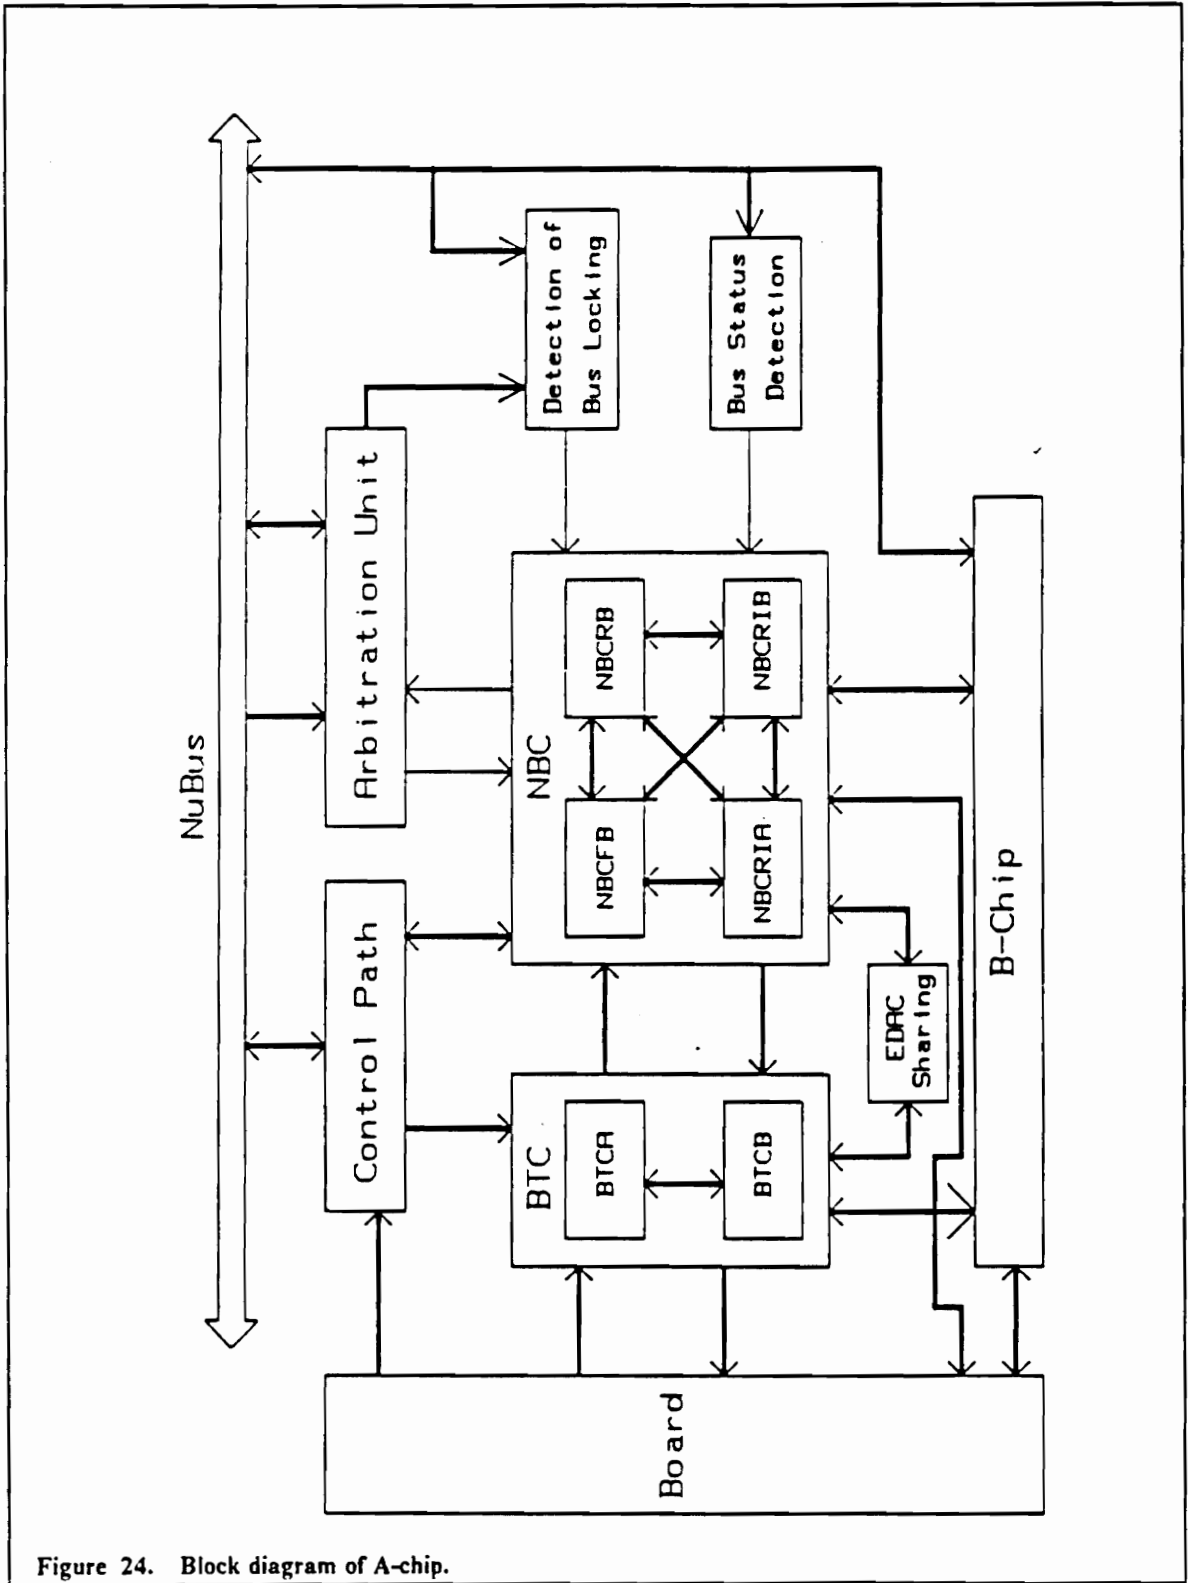 NuBus
Control Path
Arbitration Unit
Detection of
Bus Locking
Bus Status
Detection
BTC
BTCA
BTCB
NBC
NBCFB
NBCRB
NBCRIA
NBCRIB
EDAC
Sharing
B-Chip
Board
Figure 24. Block diagram of A-chip.